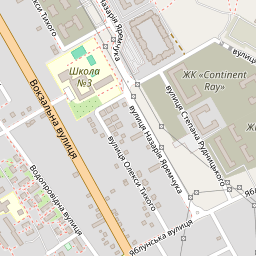 Назарія Яремчука
Олекси Тихого
вулиця
ЖК «Continent
Ray»
Школа
№3
Вокзальна вулиця
вулиця Назарія Яремчука
вулиця Степана Рудницького
вулиця Олекси Тихого
Водопровідна вулиця
Яблунська вулиця